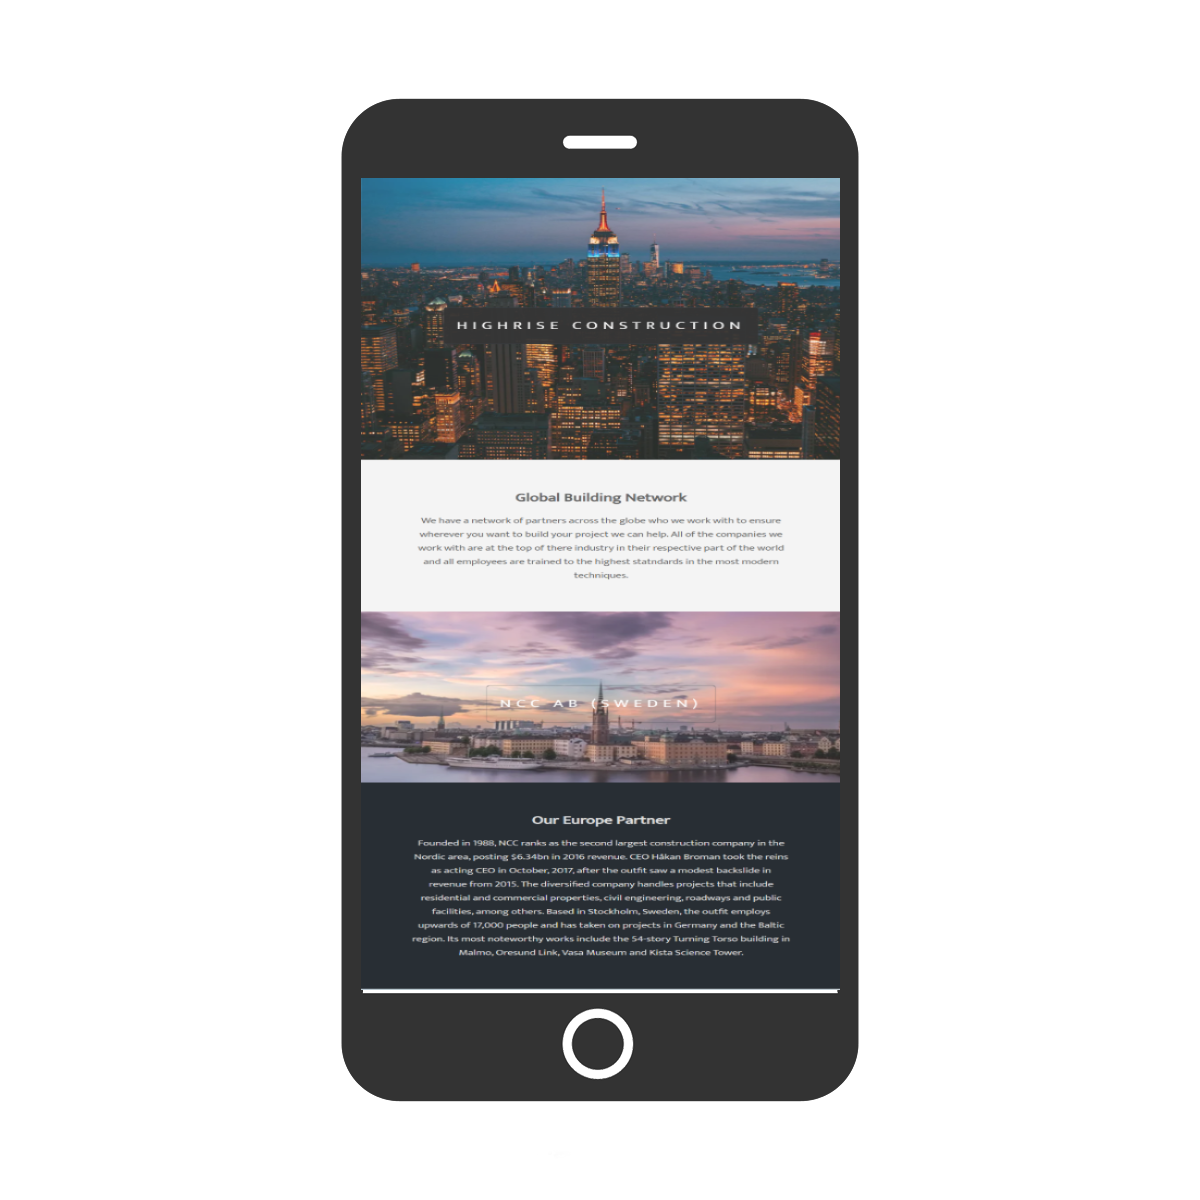 HIGHRISE CONSTRUCTION
Global Building Network
We have a network of partners across the globe who we work with to ensure
wherever you want to build your project we can help. All of the companies we
work with are at the top of there industry in their respective part of the world
and all employees are trained to the highest statndards in the most modern
techniques.
NCC AB (SWEDEN)
Our Europe Partner
Founded in 1988, NCC ranks as the second largest construction company in the
Nordic area, posting $6.34bn in 2016 revenue. CEO Håkan Broman took the reins
as acting CEO in October, 2017, after the outfit saw a modest backslide in
revenue from 2015. The diversified company handles projects that include
residential and commercial properties, civil engineering, roadways and public
facilities, among others. Based in Stockholm, Sweden, the outfit employs
upwards of 17,000 people and has taken on projects in Germany and the Baltic
region. Its most noteworthy works include the 54-story Turning Torso building in
Malmo, Oresund Link, Vasa Museum and Kista Science Tower.